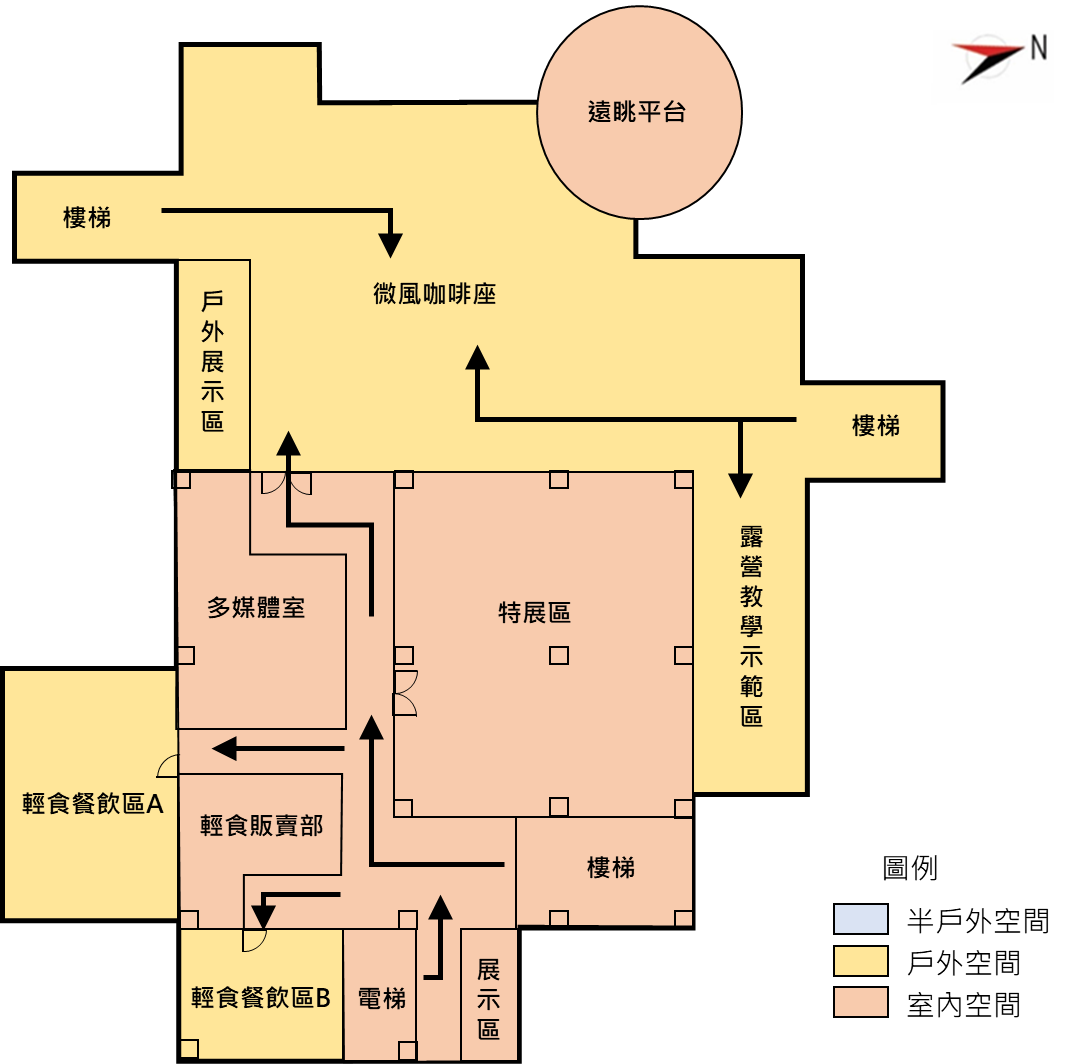 遠眺平台
N
樓梯
微風咖啡座
戶外展示區
樓梯
露營教學示範區
多媒體室
特展區
輕食餐飲區A
輕食販賣部
樓梯
輕食餐飲區B
電梯
展示區
圖例
半戶外空間
戶外空間
室內空間